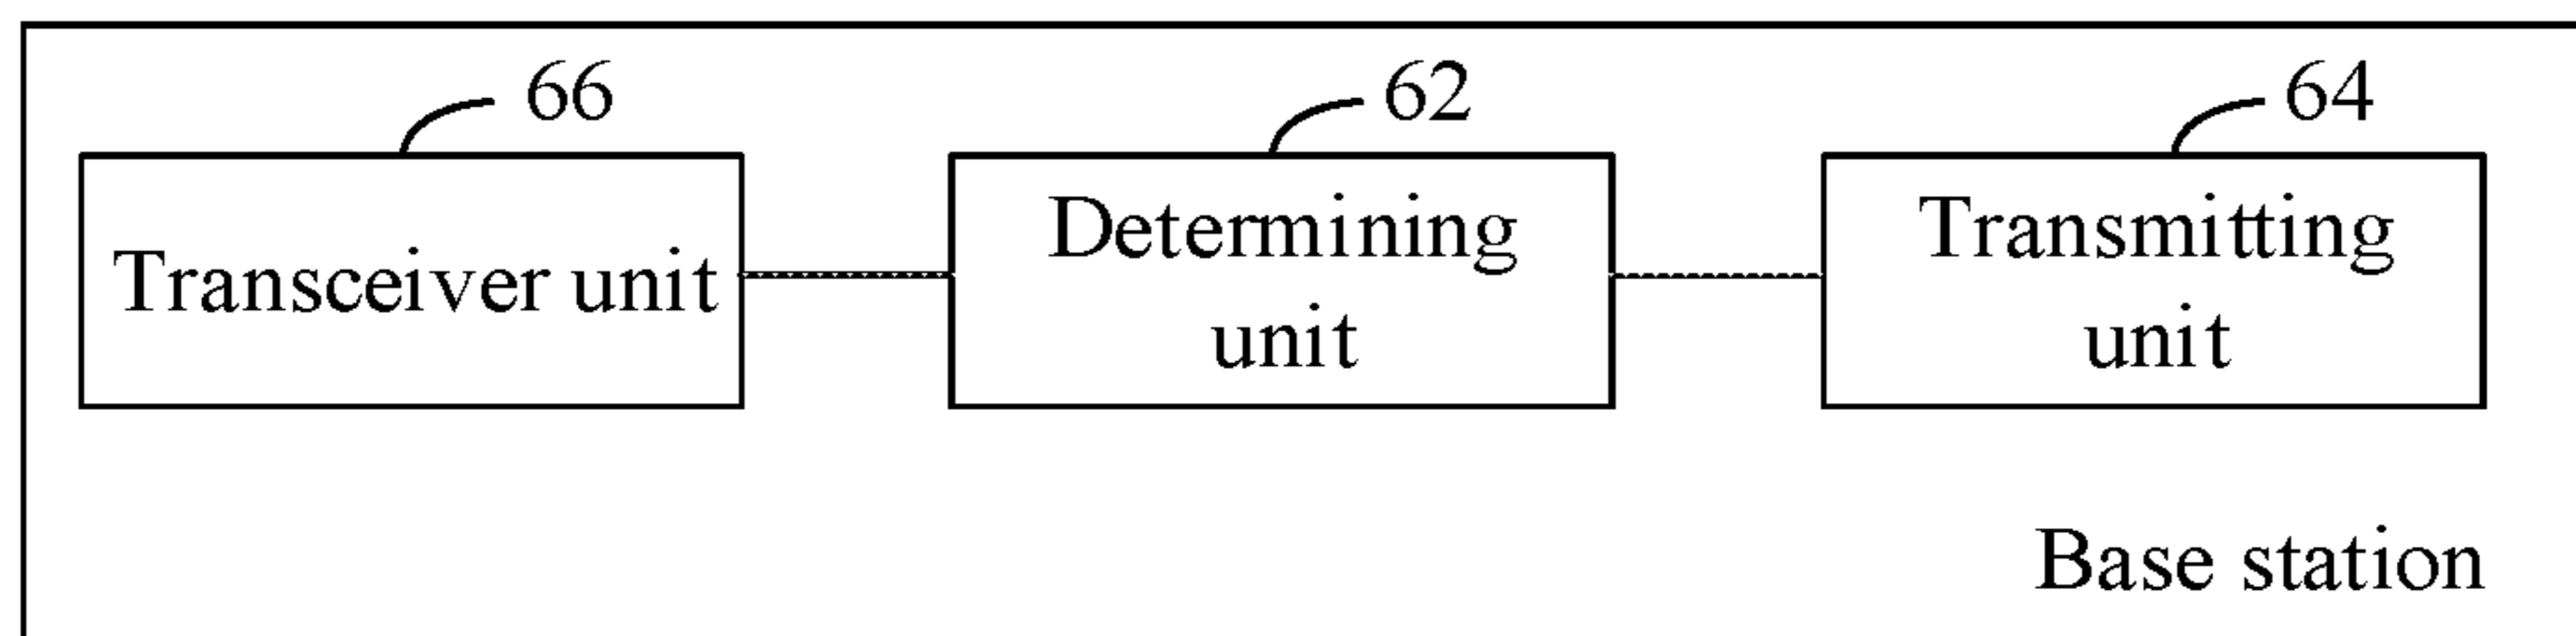 66
62
64
Transceiver unit
Determining
unit
Transmitting
unit
Base station